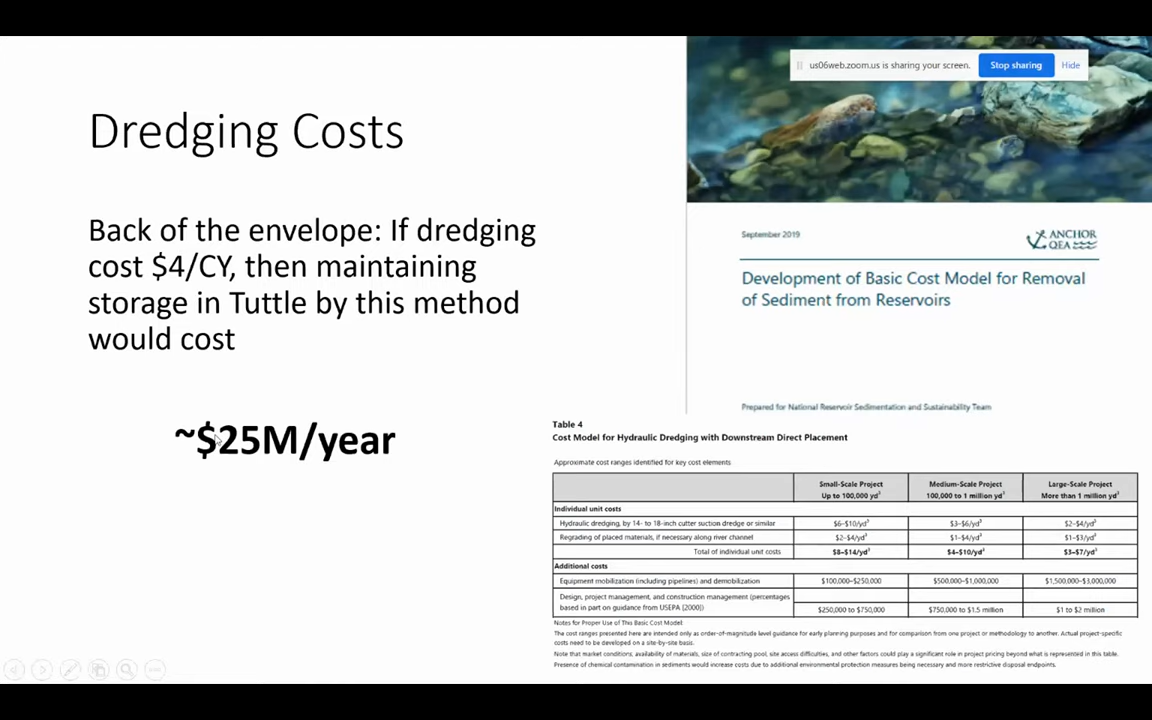 us06web.zoom.us is sharing your screen. Stop sharing Hide
Dredging Costs
Back of the envelope: If dredging
cost $4/CY, then maintaining
storage in Tuttle by this method
would cost
~$25M/year
September 2019
ANCHOR
QEA
Development of Basic Cost Model for Removal
of Sediment from Reservoirs
Prepared for National Reservoir Sedimentation and Sustainability Team
Table 4
Cost Model for Hydraulic Dredging with Downstream Direct Placement
Approximate cost ranges identified for key cost elements
Small-Scale Project Medium-Scale Project Large-Scale Project
Up to 100,000 yd³ 100,000 to 1 million yd³ More than 1 million yd³
Individual unit costs
Hydraulic dredging, by 14- to 18-inch cutter suction dredge or similar $6–$10/yd³ $3–$6/yd³ $2–$4/yd³
Regrading of placed materials, if necessary along river channel $2–$4/yd³ $1–$4/yd³ $1–$3/yd³
Total of individual unit costs $8–$14/yd³ $4–$10/yd³ $3–$7/yd³
Additional costs
Equipment mobilization (including pipelines) and demobilization $100,000–$250,000 $500,000–$1,000,000 $1,500,000–$3,000,000
Design, project management, and construction management (percentages
based in part on guidance from USEPA [2000]) $250,000 to $750,000 $750,000 to $1.5 million $1 to $2 million
Notes for Proper Use of This Basic Cost Model:
The cost ranges presented here are intended only as order-of-magnitude level guidance for early planning purposes and for comparison from one project or methodology to another. Actual project-specific
costs need to be developed on a site-by-site basis.
Note that market conditions, availability of materials, size of contracting pool, site access difficulties, and other factors could play a significant role in project pricing beyond what is represented in this table.
Presence of chemical contamination in sediments would increase costs due to additional environmental protection measures being necessary and more restrictive disposal endpoints.